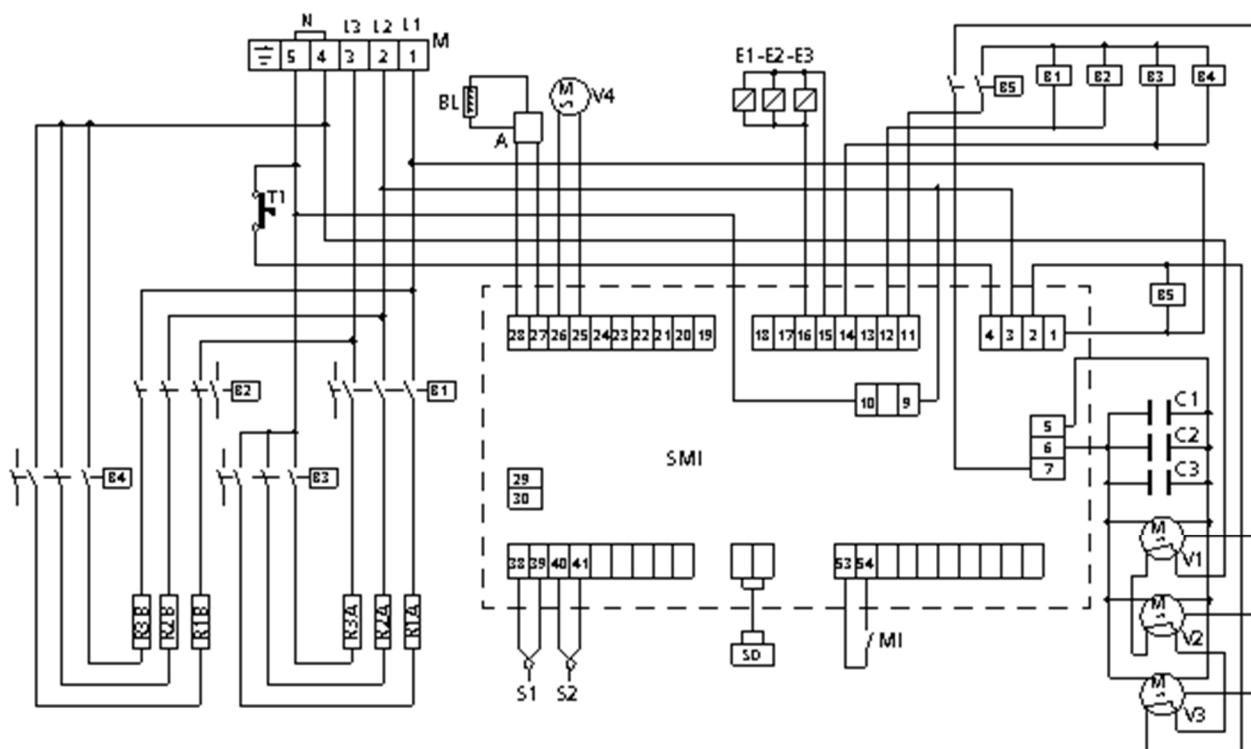 N L3 L2 L1
5 4 3 2 1 M
E1-E2-E3
BL
M
V4
A
B5 B1 B2 B3 B4
T1
B5
28 27 26 25 24 23 22 21 20 19
18 17 16 15 14 13 12 11
4 3 2 1
B2
B1
10 9
C1
5
C2
6
SMI
C3
7
B4
B3
29
30
M
V1
38 39 40 41
53 54
R3B R2B R1B
R3A R2A R1A
M
V2
MI
SD
S1 S2
M
V3